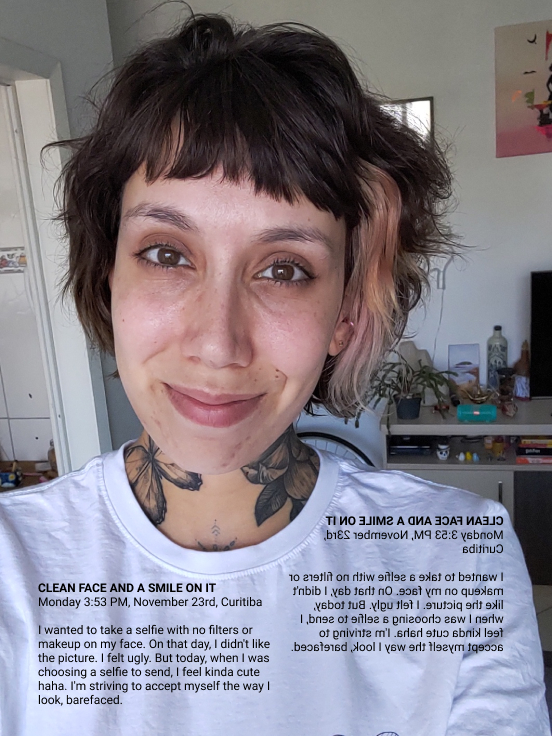 CLEAN FACE AND A SMILE ON IT
Monday 3:53 PM, November 23rd, Curitiba
I wanted to take a selfie with no filters or
makeup on my face. On that day, I didn't like
the picture. I felt ugly. But today, when I was
choosing a selfie to send, I feel kinda cute
haha. I'm striving to accept myself the way I
look, barefaced.
CLEAN FACE AND A SMILE ON IT
Monday 3:53 PM, November 23rd,
Curitiba
I wanted to take a selfie with no filters or
makeup on my face. On that day, I didn't
like the picture. I felt ugly. But today,
when I was choosing a selfie to send, I
feel kinda cute haha. I'm striving to
accept myself the way I look, barefaced.